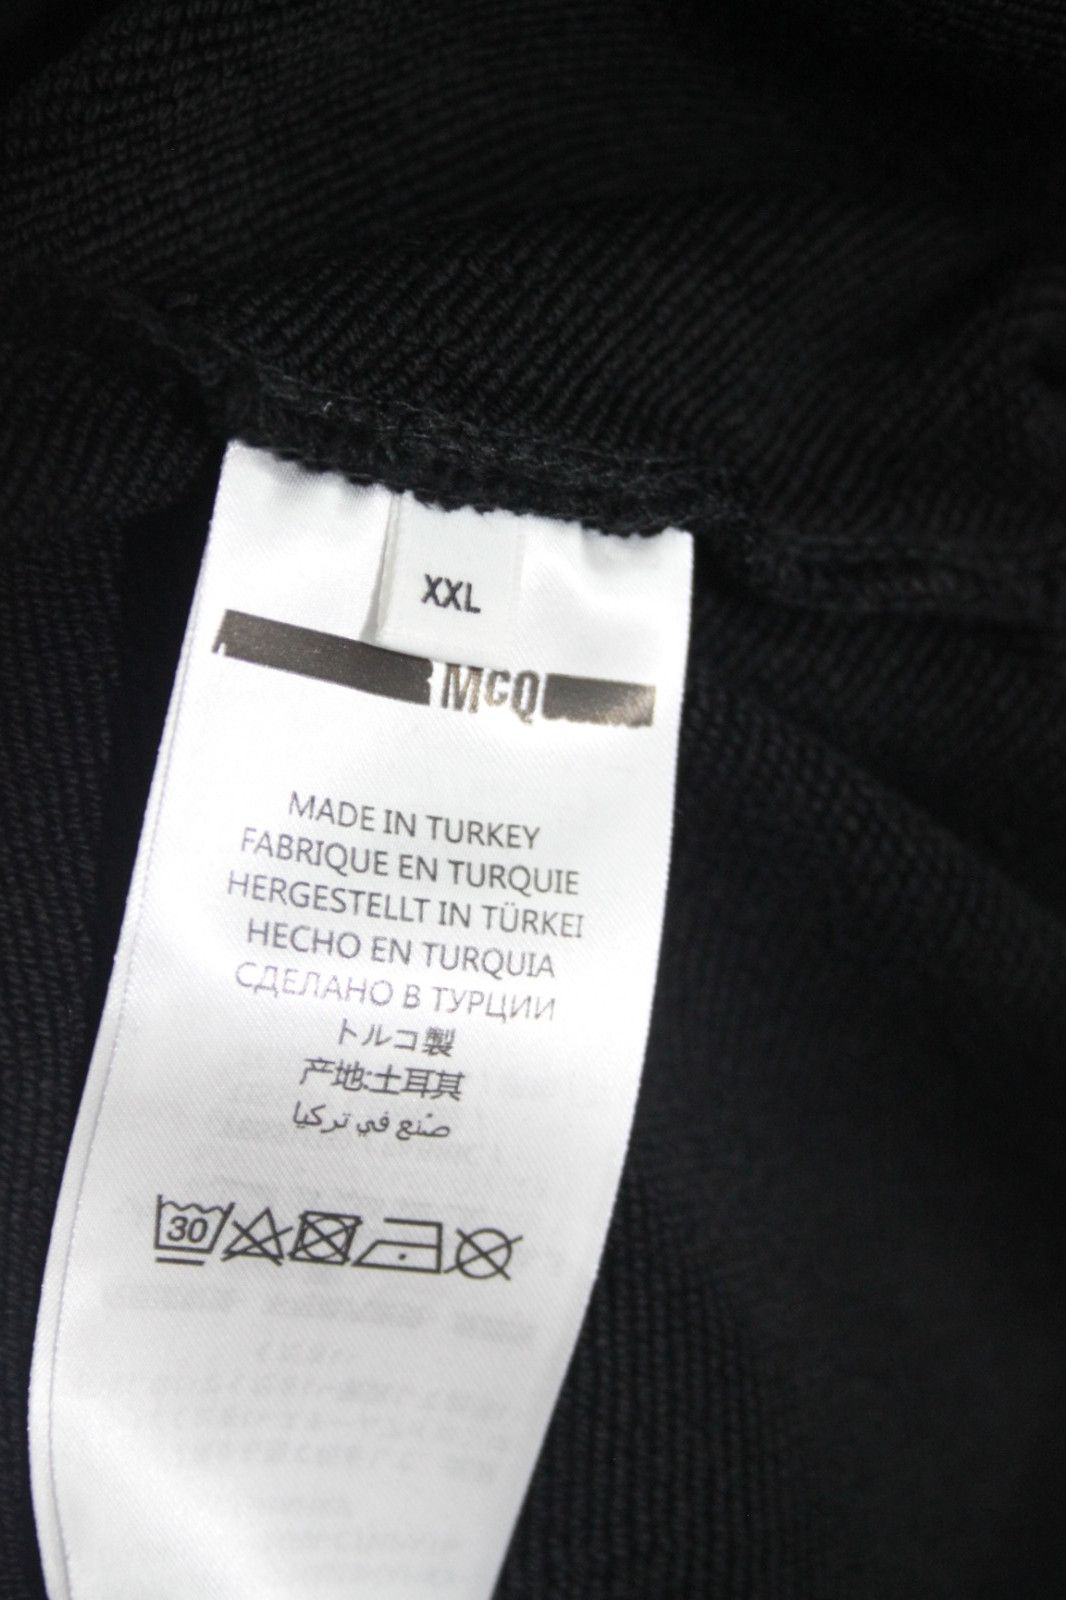 XXL
McQ
MADE IN TURKEY
FABRIQUE EN TURQUIE
HERGESTELLT IN TÜRKEI
HECHO EN TURQUIA
СДЕЛАНО В ТУРЦИИ
トルコ製
产地:土耳其
صنع في تركيا
30